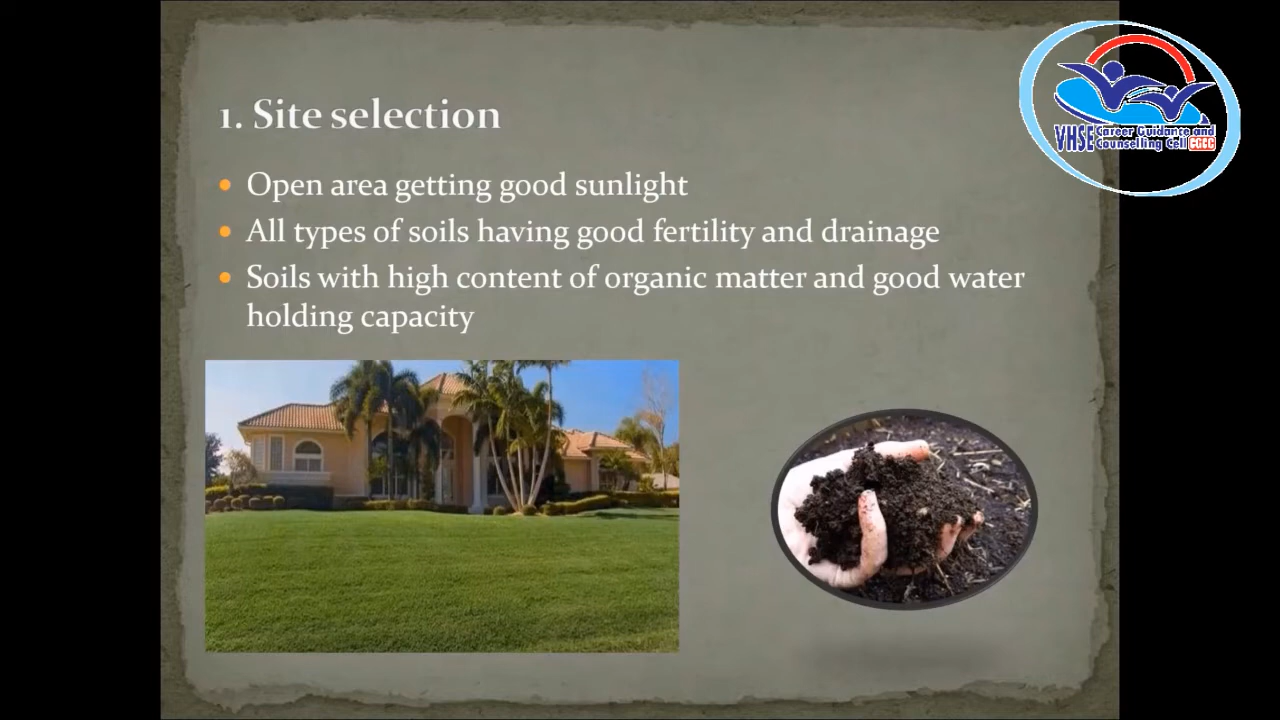 1. Site selection
Open area getting good sunlight
All types of soils having good fertility and drainage
Soils with high content of organic matter and good water
holding capacity
VHSE Career Guidance and
Counselling Cell CGCC